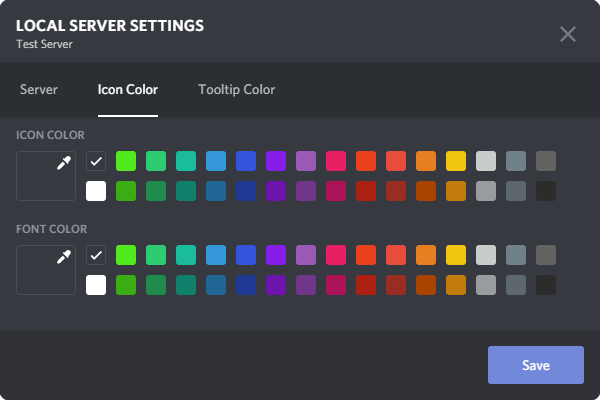 LOCAL SERVER SETTINGS
Test Server
Server Icon Color Tooltip Color
ICON COLOR
FONT COLOR
Save